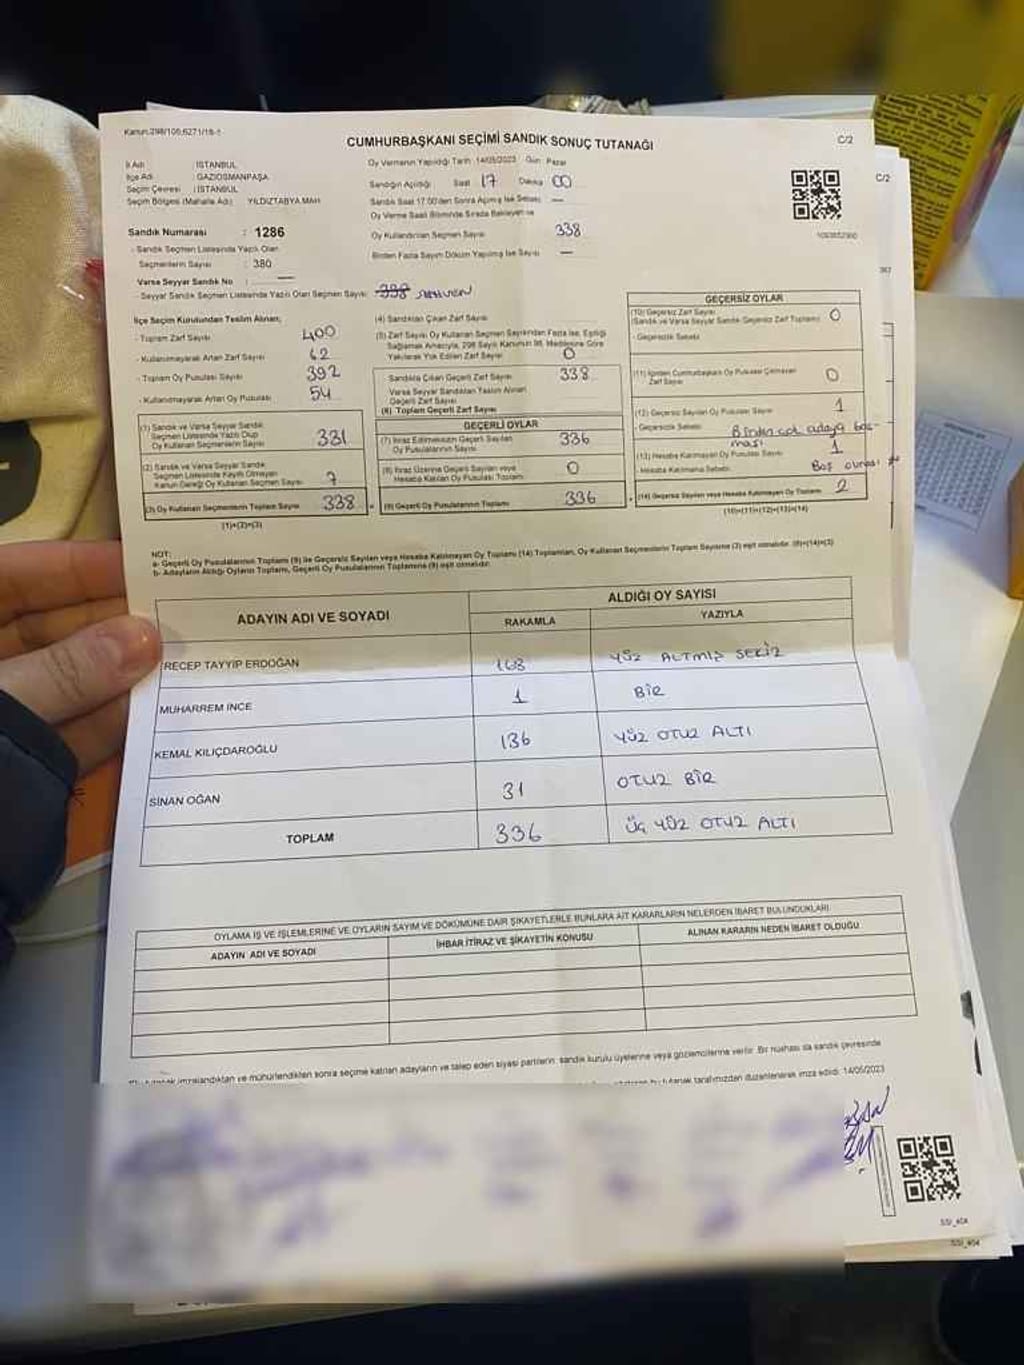 Kanun:298/105,6271/18-1
CUMHURBAŞKANI SEÇİMİ SANDIK SONUÇ TUTANAĞI
C/2
C/2
İl Adı : İSTANBUL
İlçe Adı : GAZİOSMANPAŞA
Seçim Çevresi : İSTANBUL
Seçim Bölgesi (Mahalle Adı) YILDIZTABYA MAH
Oy Vermenin Yapıldığı Tarih 14/05/2023 Gün Pazar
Sandığın Açıldığı Saat 17 Dakika 00
Sandık Saat 17:00'den Sonra Açılmış İse Sebebi —
Oy Verme Saati Bitiminde Sırada Bekleyen ve
Oy Kullandırılan Seçmen Sayısı 338
Birden Fazla Sayım Döküm Yapılmış İse Sayısı —
Sandık Numarası : 1286
- Sandık Seçmen Listesinde Yazılı Olan
Seçmenlerin Sayısı : 380
Varsa Seyyar Sandık No : —
- Seyyar Sandık Seçmen Listesinde Yazılı Olan Seçmen Sayısı: 338 SEHVEN
İlçe Seçim Kurulundan Teslim Alınan;
- Toplam Zarf Sayısı 400
- Kullanılmayarak Artan Zarf Sayısı 62
- Toplam Oy Pusulası Sayısı 392
- Kullanılmayarak Artan Oy Pusulası 54
(1) Sandık ve Varsa Seyyar Sandık
Seçmen Listesinde Yazılı Olup
Oy Kullanan Seçmenlerin Sayısı 331
(2) Sandık ve Varsa Seyyar Sandık
Seçmen Listesinde Kayıtlı Olmayan
Kanun Gereği Oy Kullanan Seçmen Sayısı 7
(3) Oy Kullanan Seçmenlerin Toplam Sayısı 338
(1)+(2)=(3)
(4) Sandıktan Çıkan Zarf Sayısı
(5) Zarf Sayısı Oy Kullanan Seçmen Sayısından Fazla İse, Eşitliği
Sağlamak Amacıyla, 298 Sayılı Kanunun 98. Maddesine Göre
Yakılarak Yok Edilen Zarf Sayısı 0
Sandıkta Çıkan Geçerli Zarf Sayısı 338
Varsa Seyyar Sandıktan Teslim Alınan
Geçerli Zarf Sayısı
(6) Toplam Geçerli Zarf Sayısı
GEÇERLİ OYLAR
(7) İtiraz Edilmeksizin Geçerli Sayılan
Oy Pusulalarının Sayısı 336
(8) İtiraz Üzerine Geçerli Sayılan veya
Hesaba Katılan Oy Pusulası Toplamı 0
(9) Geçerli Oy Pusulalarının Toplamı 336
GEÇERSİZ OYLAR
(10) Geçersiz Zarf Sayısı
(Sandık ve Varsa Seyyar Sandık Geçersiz Zarf Toplamı) 0
- Geçersizlik Sebebi
(11) İçinden Cumhurbaşkanı Oy Pusulası Çıkmayan
Zarf Sayısı 0
(12) Geçersiz Sayılan Oy Pusulası Sayısı 1
- Geçersizlik Sebebi Birden çok adaya bas-
ması
(13) Hesaba Katılmayan Oy Pusulası Sayısı 1
- Hesaba Katılmama Sebebi Boş olması
(14) Geçersiz Sayılan veya Hesaba Katılmayan Oy Toplamı 2
(10)+(11)+(12)+(13)=(14)
NOT:
a- Geçerli Oy Pusulalarının Toplamı (9) ile Geçersiz Sayılan veya Hesaba Katılmayan Oy Toplamı (14) Toplamları, Oy Kullanan Seçmenlerin Toplam Sayısına (3) eşit olmalıdır. (9)+(14)=(3)
b- Adayların Aldığı Oyların Toplamı, Geçerli Oy Pusulalarının Toplamına (9) eşit olmalıdır.
ADAYIN ADI VE SOYADI ALDIĞI OY SAYISI
RAKAMLA YAZIYLA
RECEP TAYYİP ERDOĞAN 168 YÜZ ALTMIŞ SEKİZ
MUHARREM İNCE 1 BİR
KEMAL KILIÇDAROĞLU 136 YÜZ OTUZ ALTI
SİNAN OĞAN 31 OTUZ BİR
TOPLAM 336 ÜÇ YÜZ OTUZ ALTI
OYLAMA İŞ VE İŞLEMLERİNE VE OYLARIN SAYIM VE DÖKÜMÜNE DAİR ŞİKAYETLERLE BUNLARA AİT KARARLARIN NELERDEN İBARET BULUNDUKLARI
ADAYIN ADI VE SOYADI İHBAR İTİRAZ VE ŞİKAYETİN KONUSU ALINAN KARARIN NEDEN İBARET OLDUĞU
imzalandıktan ve mühürlendikten sonra seçime katılan adayların ve talep eden siyasi partilerin sandık kurulu üyelerine veya gözlemcilerine verilir. Bir nüshası da sandık çevresinde
bu tutanak tarafımızdan düzenlenerek imza edildi. 14/05/2023
SSI_404
SSI_404